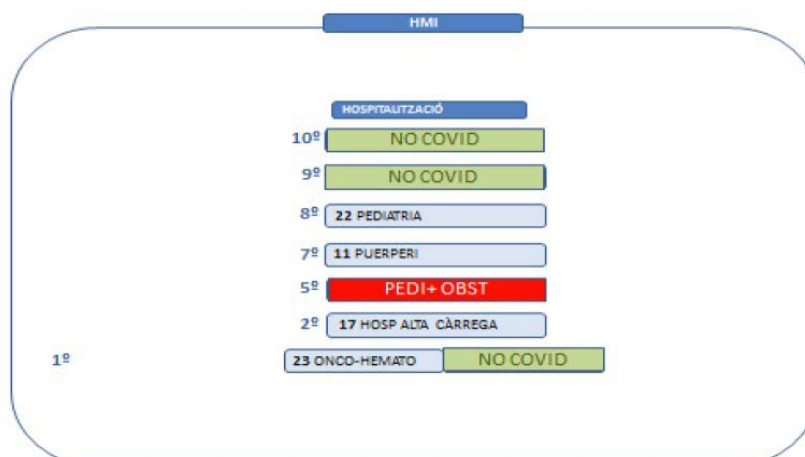 HMI
HOSPITALITZACIÓ
10º NO COVID
9º NO COVID
8º 22 PEDIATRIA
7º 11 PUERPERI
5º PEDI+ OBST
2º 17 HOSP ALTA CÀRREGA
1º 23 ONCO-HEMATO NO COVID